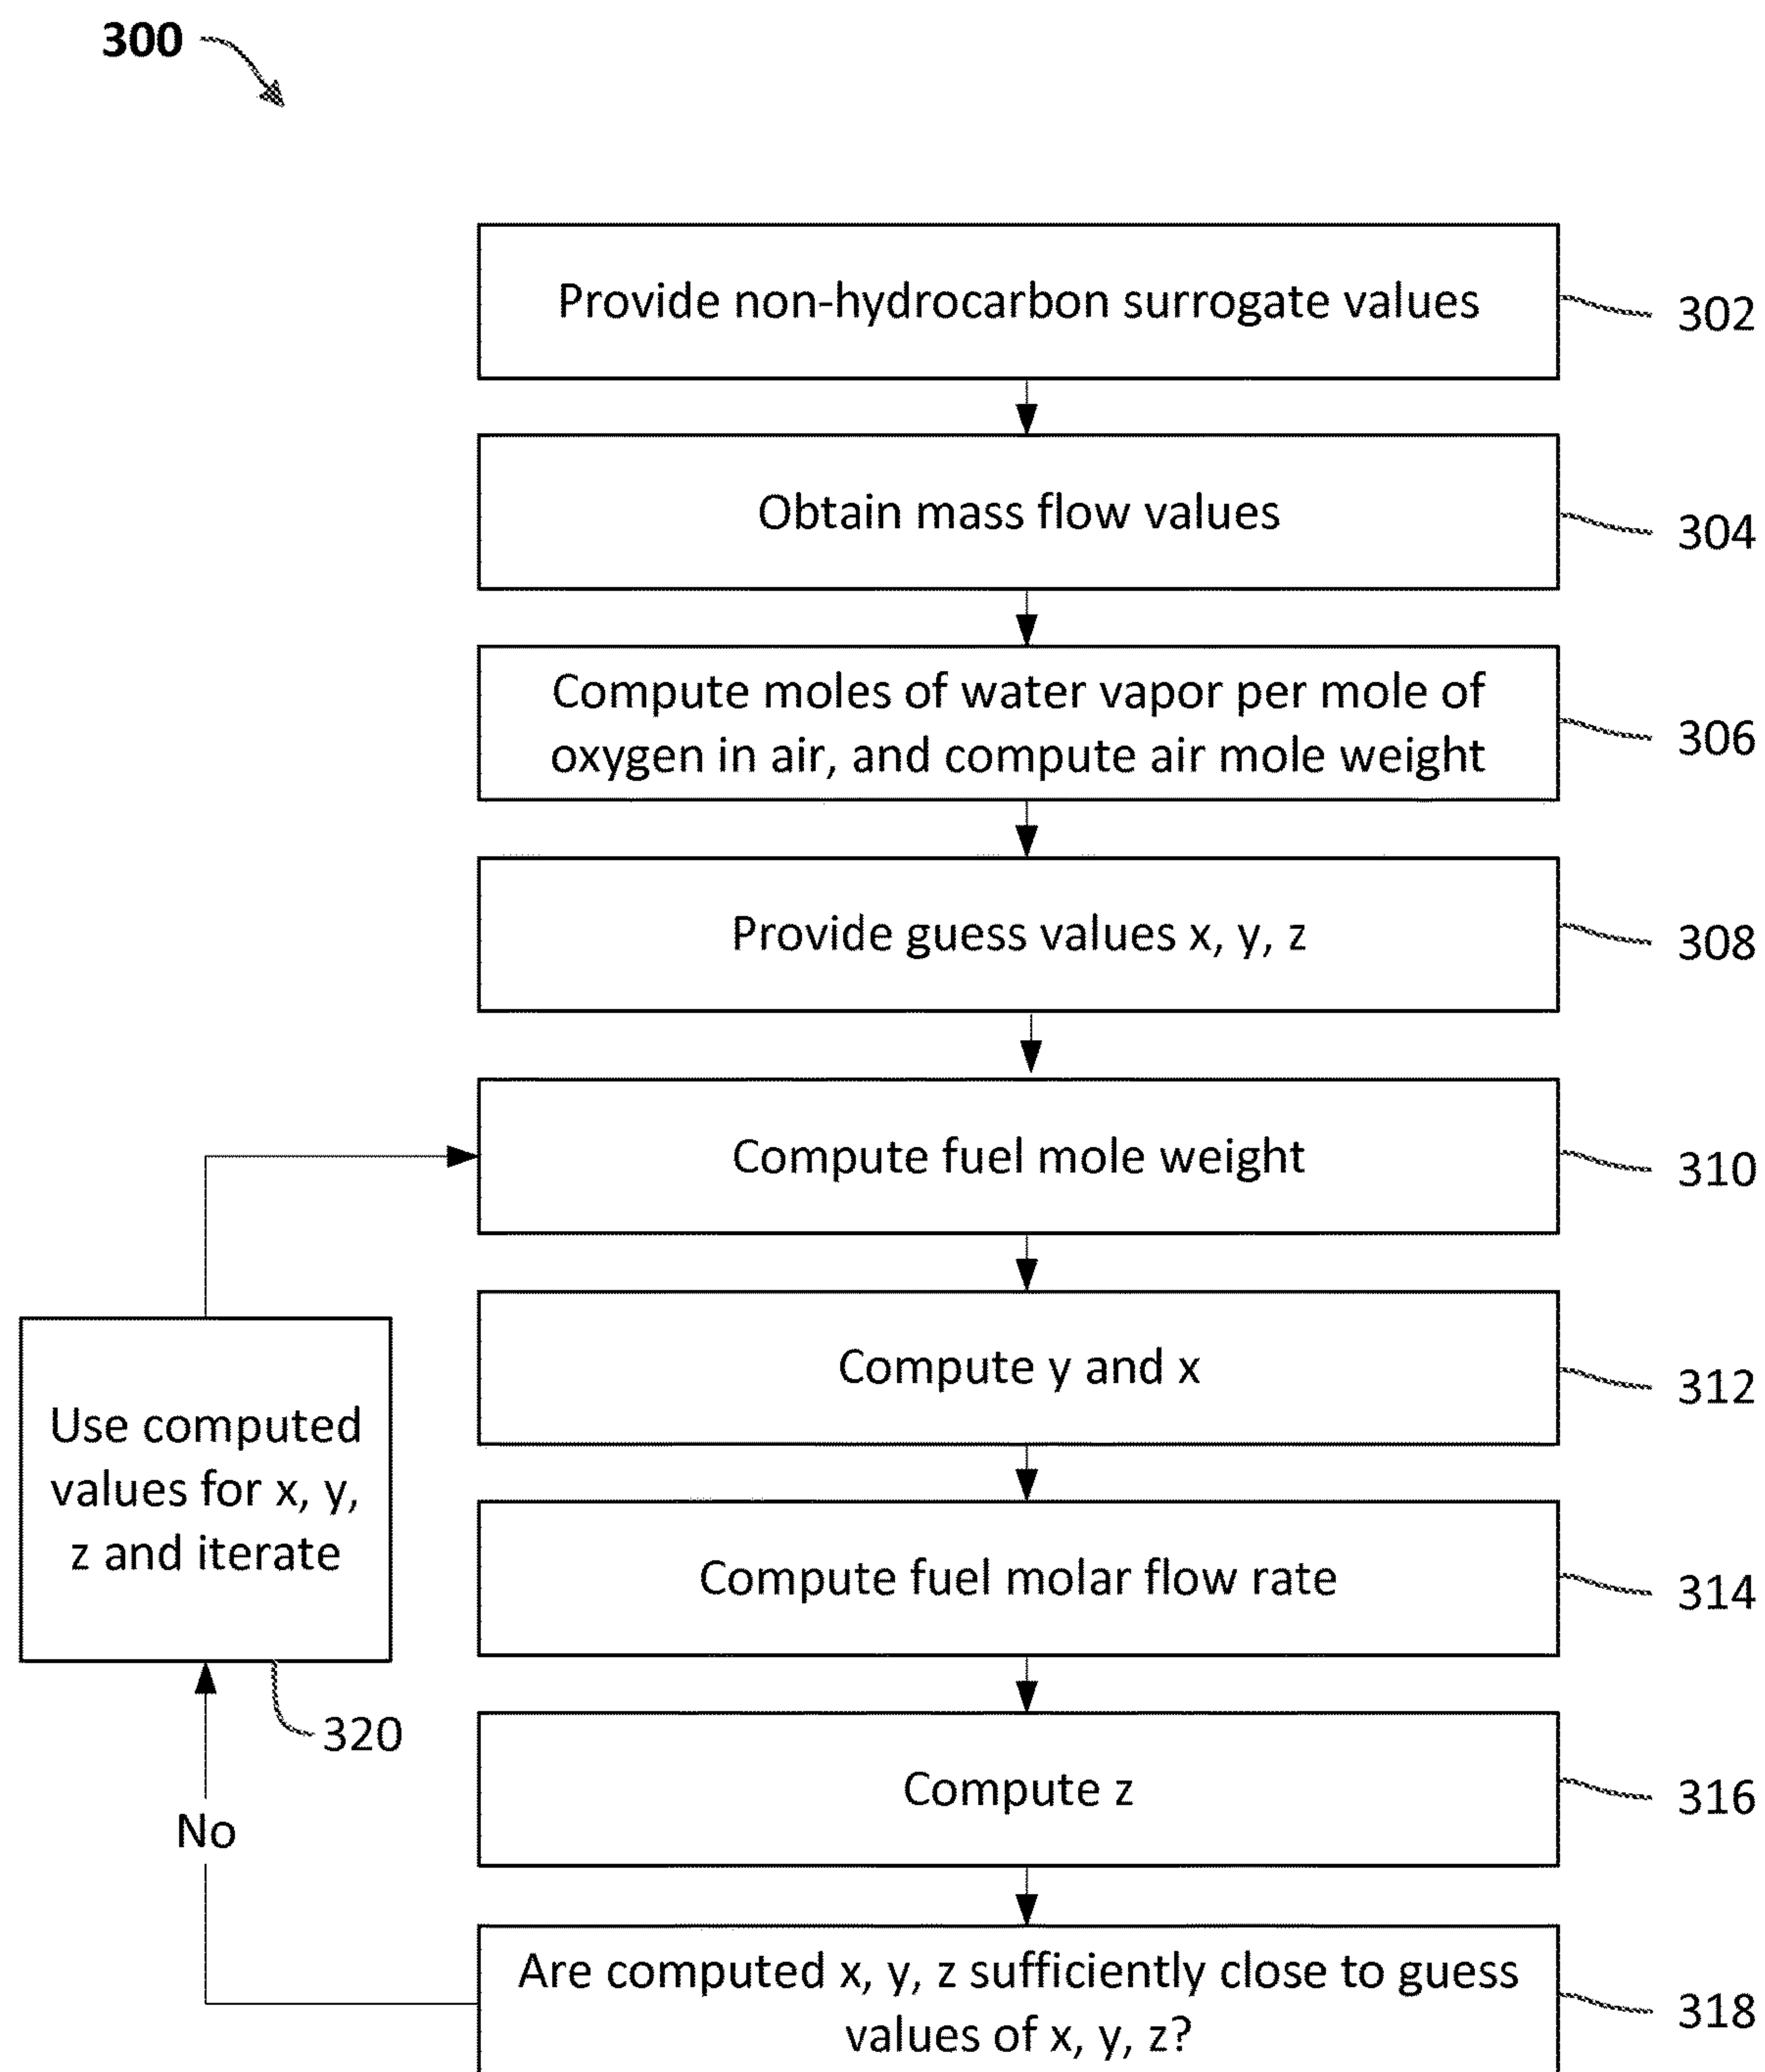 300
Provide non-hydrocarbon surrogate values
302
Obtain mass flow values
304
Compute moles of water vapor per mole of
oxygen in air, and compute air mole weight
306
Provide guess values x, y, z
308
Compute fuel mole weight
310
Compute y and x
312
Use computed
values for x, y,
z and iterate
320
Compute fuel molar flow rate
314
Compute z
316
No
Are computed x, y, z sufficiently close to guess
values of x, y, z?
318